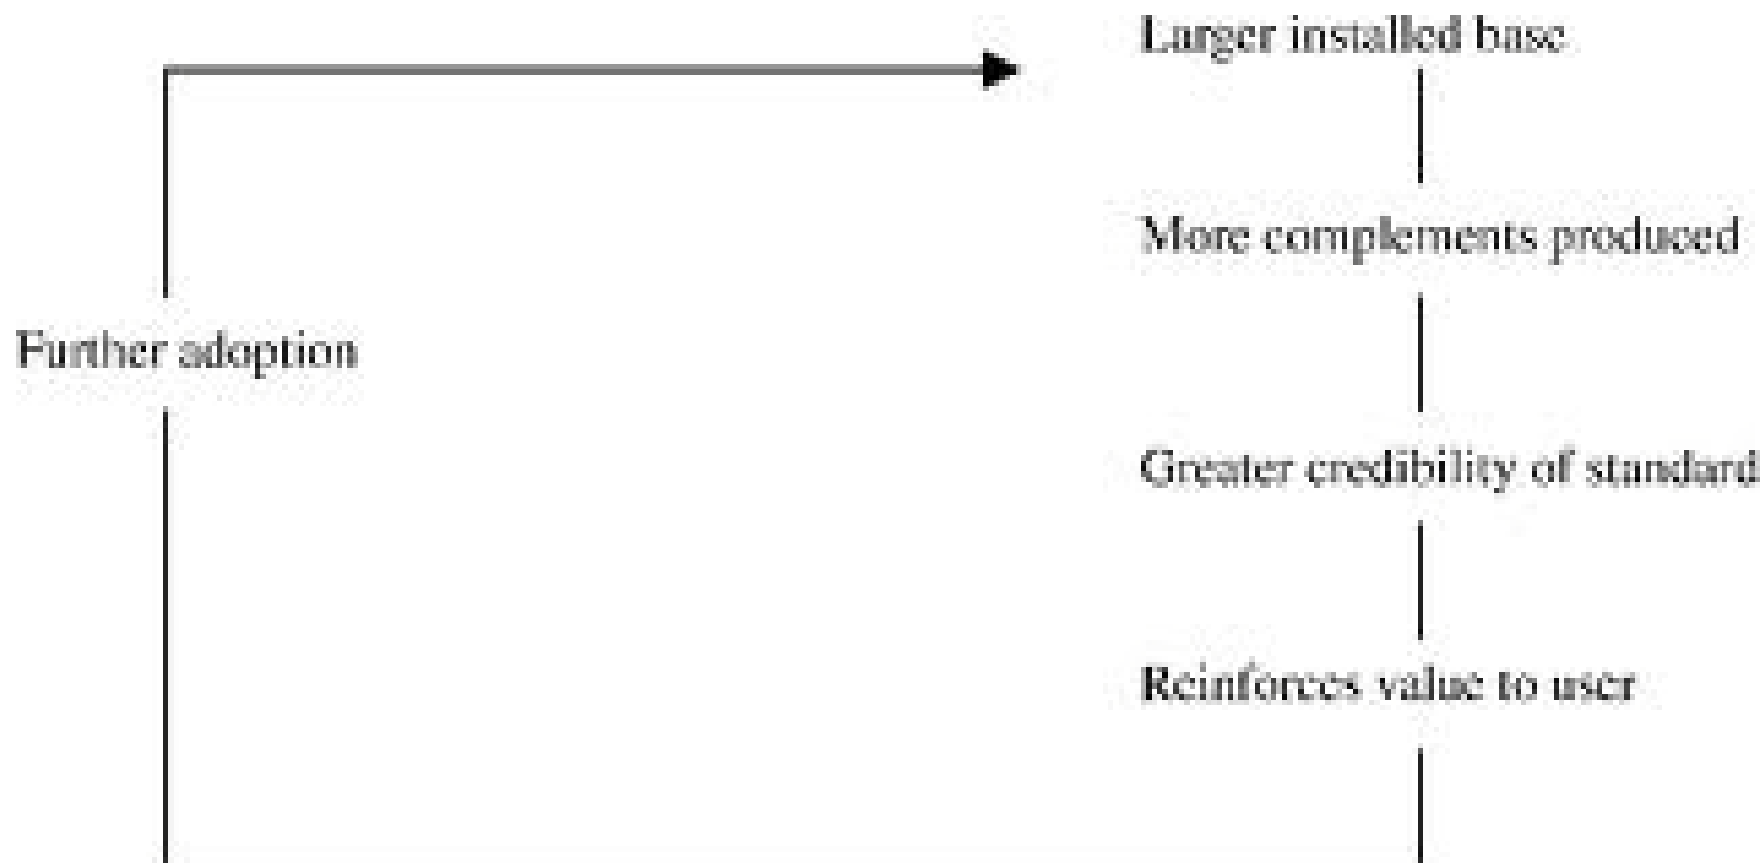 Larger installed base
More complements produced
Further adoption
Greater credibility of standard
Reinforces value to user